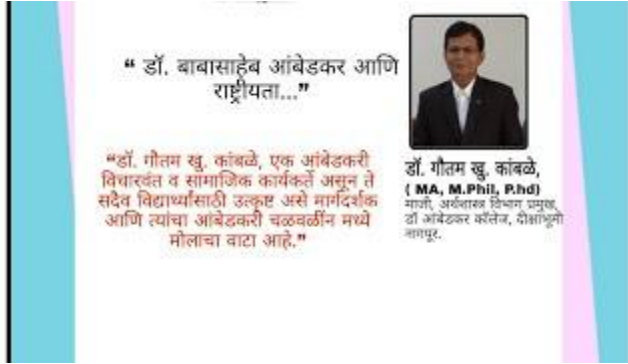 ❝ डॉ. बाबासाहेब आंबेडकर आणि
राष्ट्रीयता...❞
❝डॉ. गौतम खु. कांबळे, एक आंबेडकरी
विचारवंत व सामाजिक कार्यकर्ते असून ते
सदैव विद्यार्थ्यांसाठी उत्कृष्ट असे मार्गदर्शक
आणि त्यांचा आंबेडकरी चळवळींन मध्ये
मोलाचा वाटा आहे.❞
डॉ. गौतम खु. कांबळे,
( MA, M.Phil, P.hd)
माजी, अर्थशास्त्र विभाग प्रमुख,
डॉ आंबेडकर कॉलेज, दीक्षाभूमी
नागपूर.